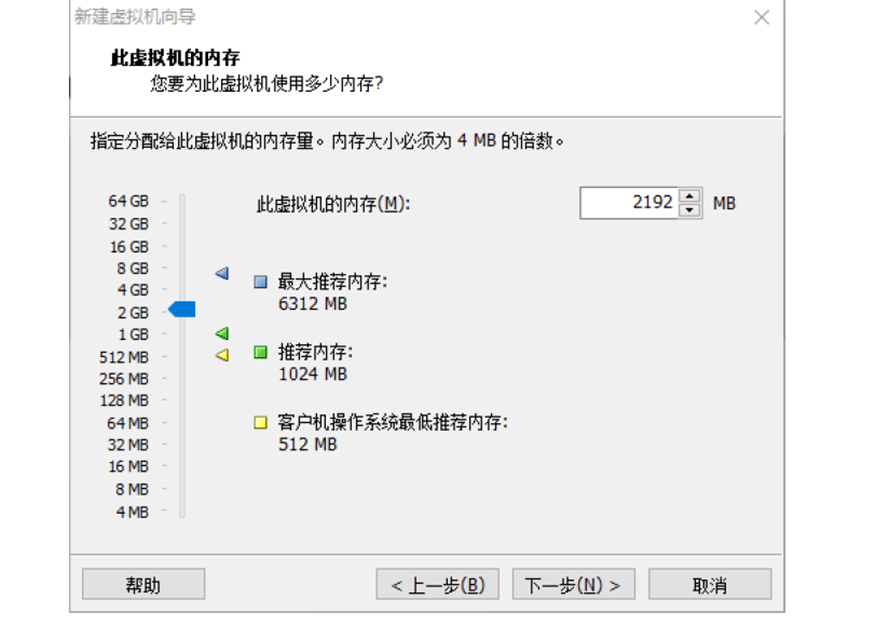 新建虚拟机向导
此虚拟机的内存
您要为此虚拟机使用多少内存?
指定分配给此虚拟机的内存量。内存大小必须为 4 MB 的倍数。
64 GB
32 GB
16 GB
8 GB
4 GB
2 GB
1 GB
512 MB
256 MB
128 MB
64 MB
32 MB
16 MB
8 MB
4 MB
此虚拟机的内存(M): 2192 MB
最大推荐内存:
6312 MB
推荐内存:
1024 MB
客户机操作系统最低推荐内存:
512 MB
帮助 < 上一步(B) 下一步(N) > 取消